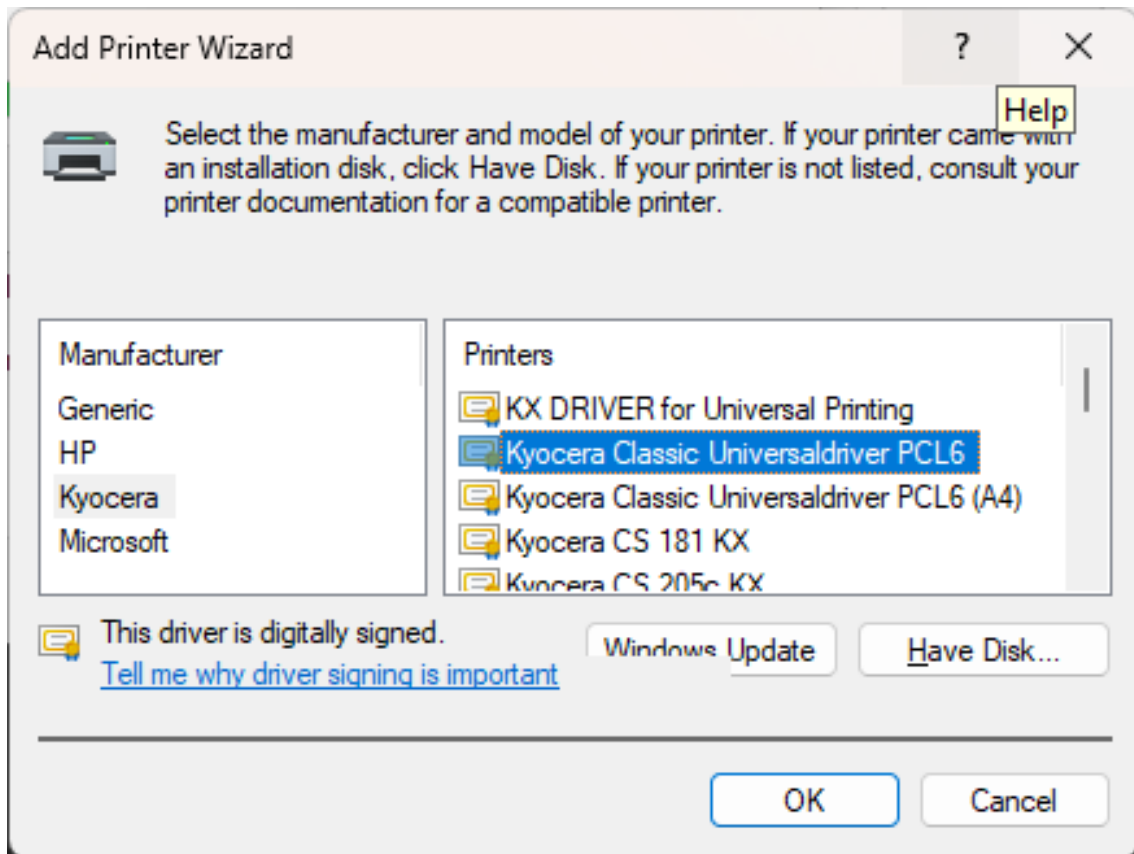 Add Printer Wizard
?
Help
Select the manufacturer and model of your printer. If your printer came with
an installation disk, click Have Disk. If your printer is not listed, consult your
printer documentation for a compatible printer.
Manufacturer
Generic
HP
Kyocera
Microsoft
Printers
KX DRIVER for Universal Printing
Kyocera Classic Universaldriver PCL6
Kyocera Classic Universaldriver PCL6 (A4)
Kyocera CS 181 KX
Kyocera CS 205c KX
This driver is digitally signed.
Tell me why driver signing is important
Windows Update
Have Disk...
OK
Cancel